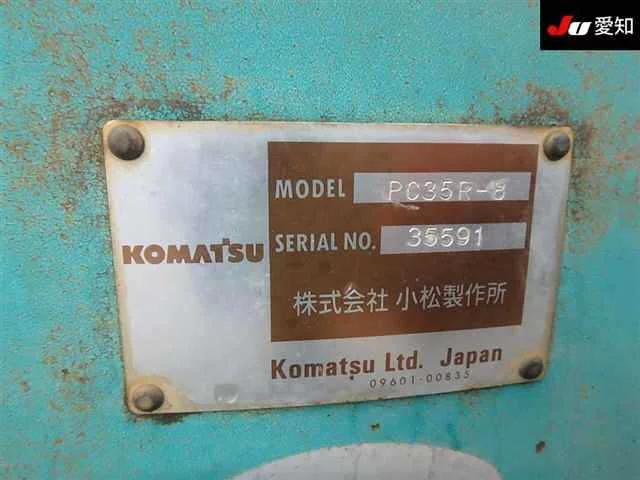 JU 愛知
MODEL PC35R-8
KOMATSU
SERIAL NO. 35591
株式会社 小松製作所
Komatsu Ltd. Japan
09601-00835